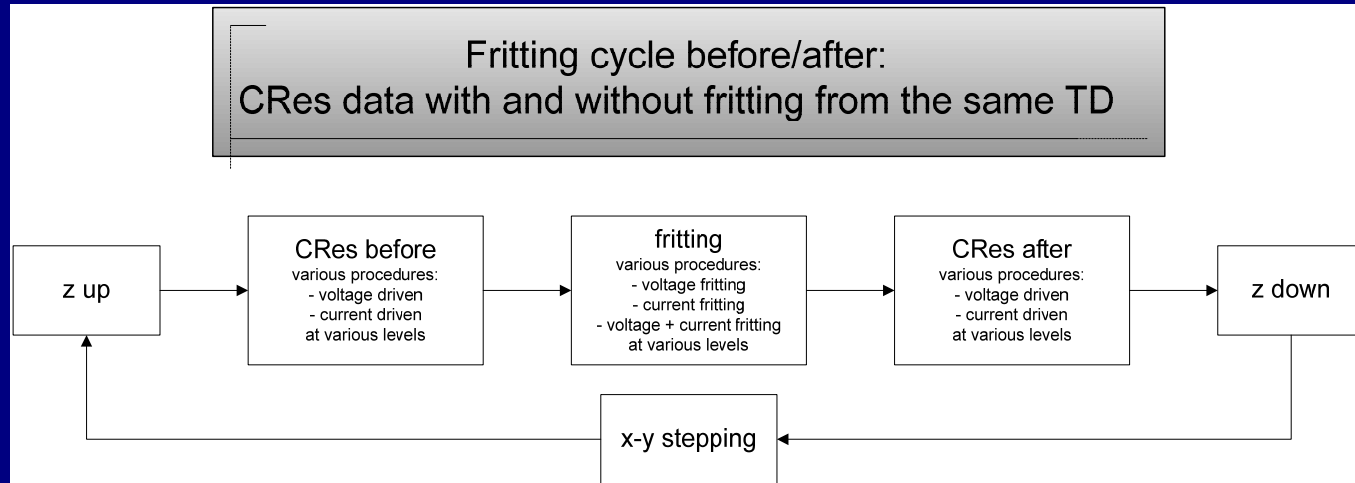 Fritting cycle before/after:
CRes data with and without fritting from the same TD
z up
CRes before
various procedures:
- voltage driven
- current driven
at various levels
fritting
various procedures:
- voltage fritting
- current fritting
- voltage + current fritting
at various levels
CRes after
various procedures:
- voltage driven
- current driven
at various levels
z down
x-y stepping